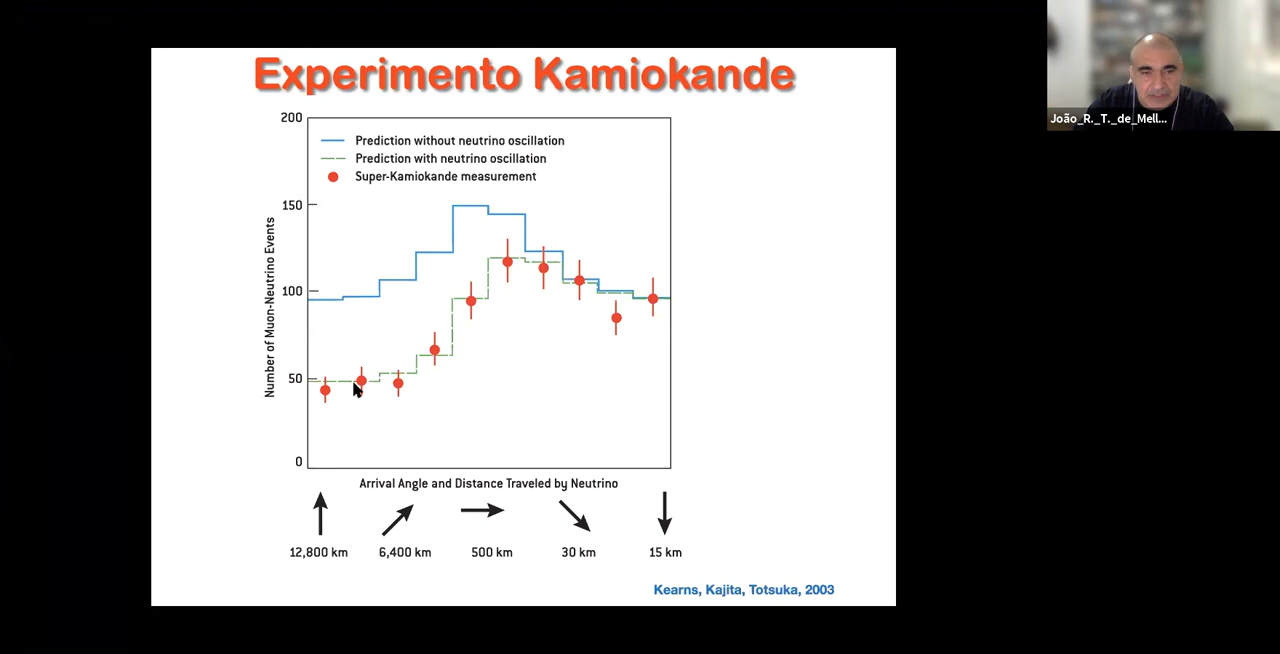 Experimento Kamiokande
João_R._T._de_Mell...
200
Prediction without neutrino oscillation
Prediction with neutrino oscillation
Super-Kamiokande measurement
150
100
50
0
Number of Muon-Neutrino Events
Arrival Angle and Distance Traveled by Neutrino
12,800 km 6,400 km 500 km 30 km 15 km
Kearns, Kajita, Totsuka, 2003